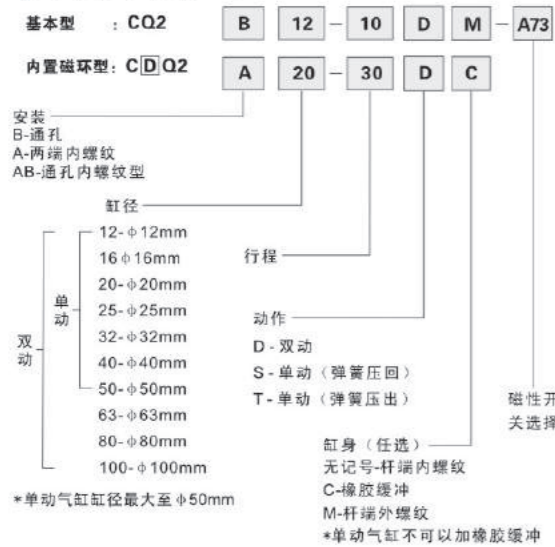 基本型 : CQ2 B 12 - 10 D M - A73
内置磁环型: CDQ2 A 20 - 30 D C
安装
B-通孔
A-两端内螺纹
AB-通孔内螺纹型
缸径
12-φ12mm
16φ16mm
20-φ20mm
25-φ25mm
32-φ32mm
40-φ40mm
50-φ50mm
63-φ63mm
80-φ80mm
100-φ100mm
单动
双动
*单动气缸缸径最大至φ50mm
行程
动作
D-双动
S-单动（弹簧压回）
T-单动（弹簧压出）
缸身（任选）
无记号-杆端内螺纹
C-橡胶缓冲
M-杆端外螺纹
*单动气缸不可以加橡胶缓冲
磁性开
关选择